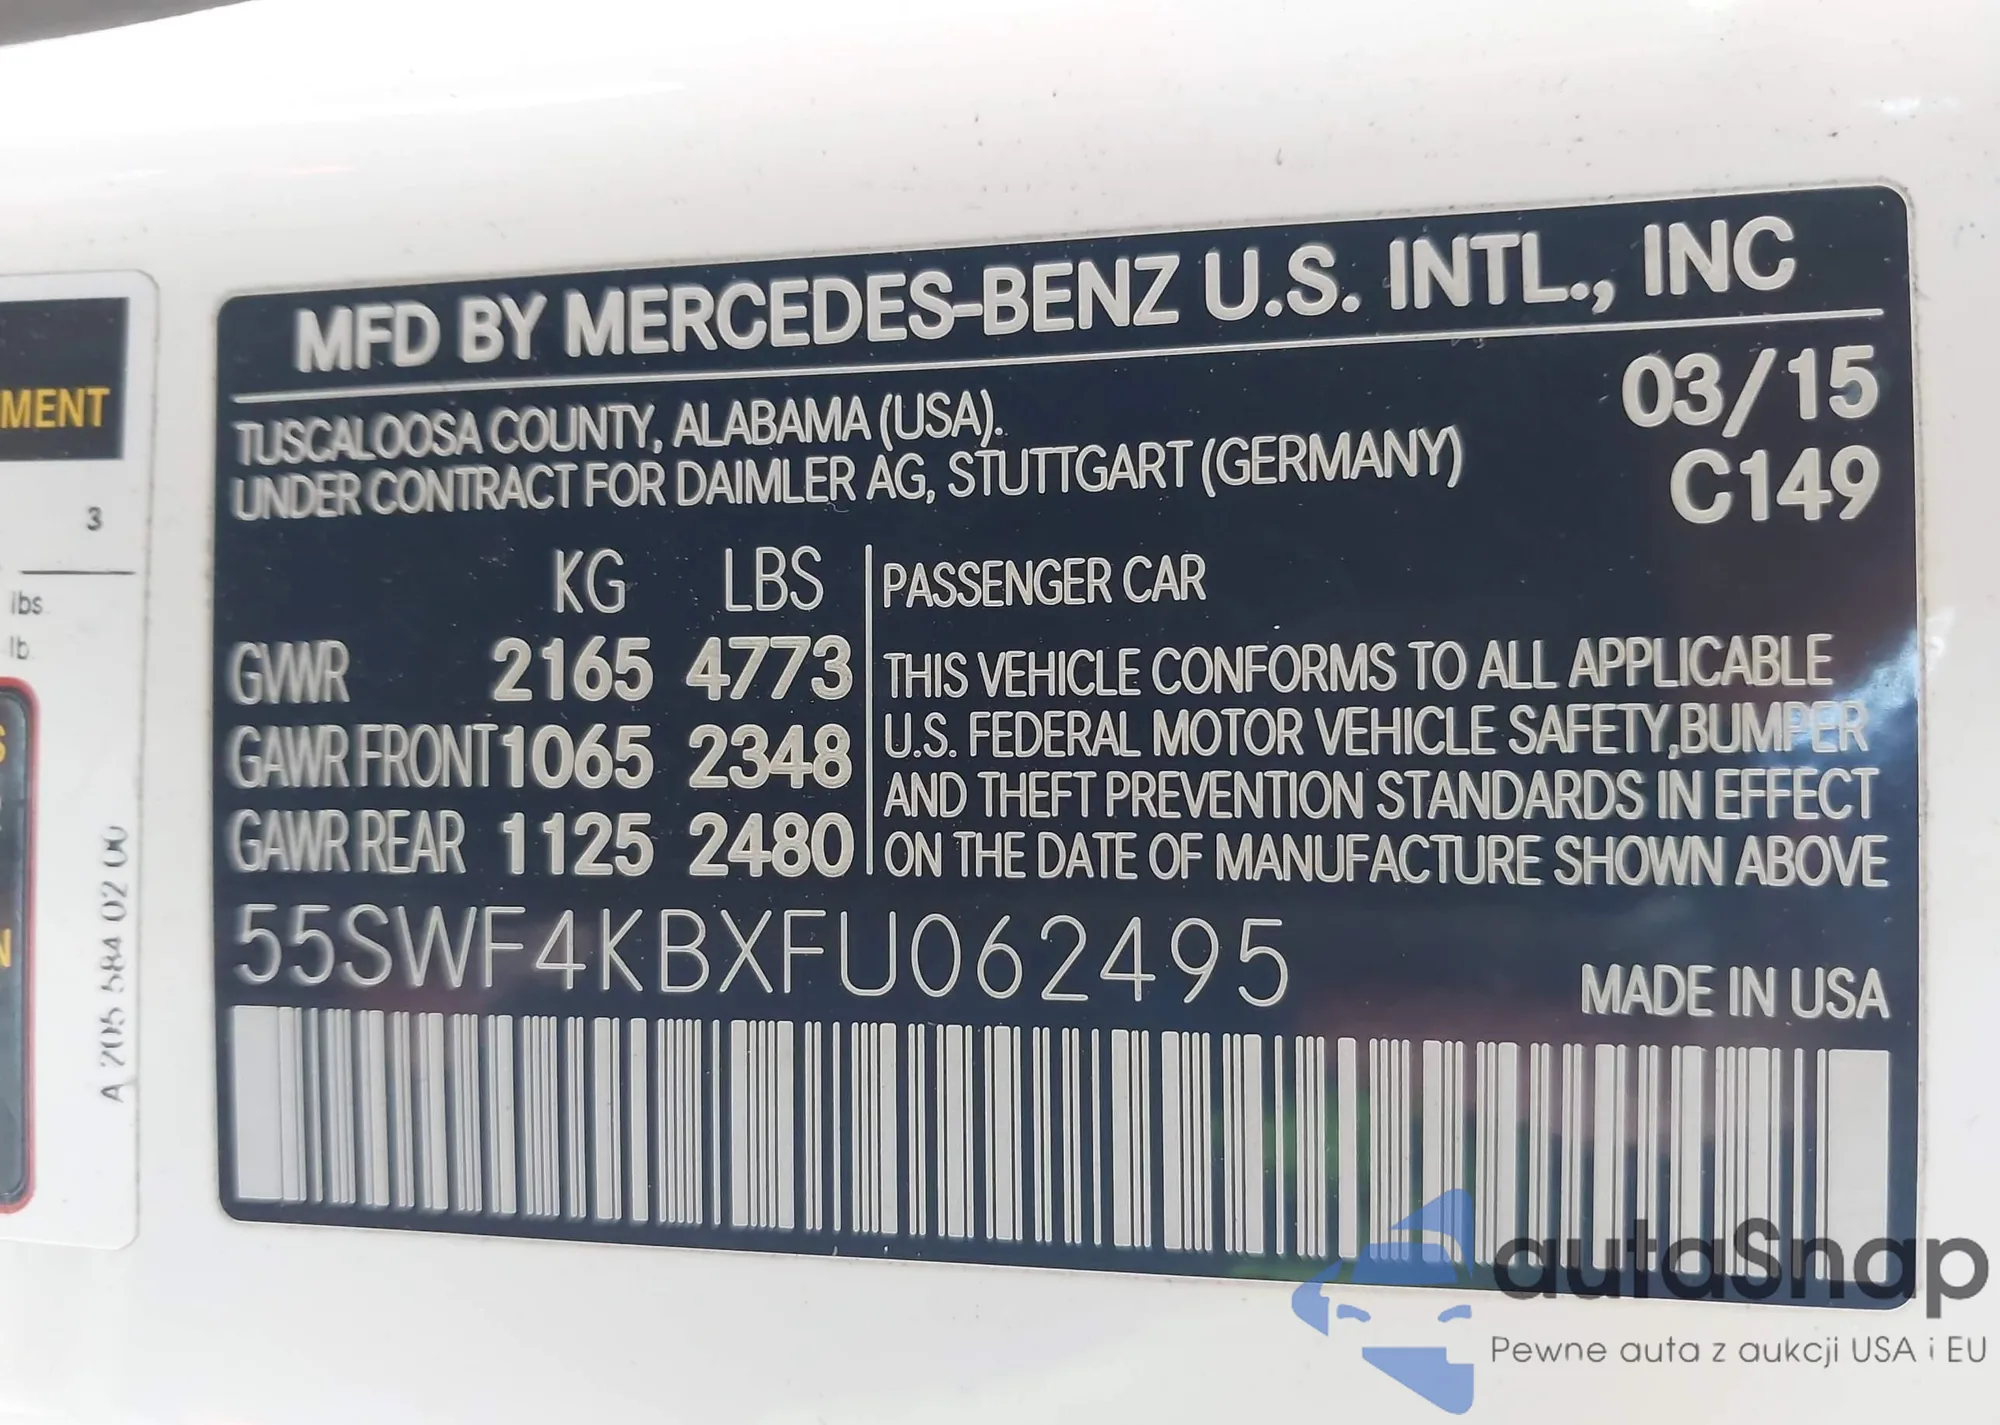 MENT
3
lbs.
lb.
S
N
A 205 584 02 00
MFD BY MERCEDES-BENZ U.S. INTL., INC
03/15
TUSCALOOSA COUNTY, ALABAMA (USA).
UNDER CONTRACT FOR DAIMLER AG, STUTTGART (GERMANY)
C149
KG LBS
GVWR 2165 4773
GAWR FRONT 1065 2348
GAWR REAR 1125 2480
PASSENGER CAR
THIS VEHICLE CONFORMS TO ALL APPLICABLE
U.S. FEDERAL MOTOR VEHICLE SAFETY,BUMPER
AND THEFT PREVENTION STANDARDS IN EFFECT
ON THE DATE OF MANUFACTURE SHOWN ABOVE
55SWF4KBXFU062495
MADE IN USA
autaSnap
Pewne auta z aukcji USA i EU